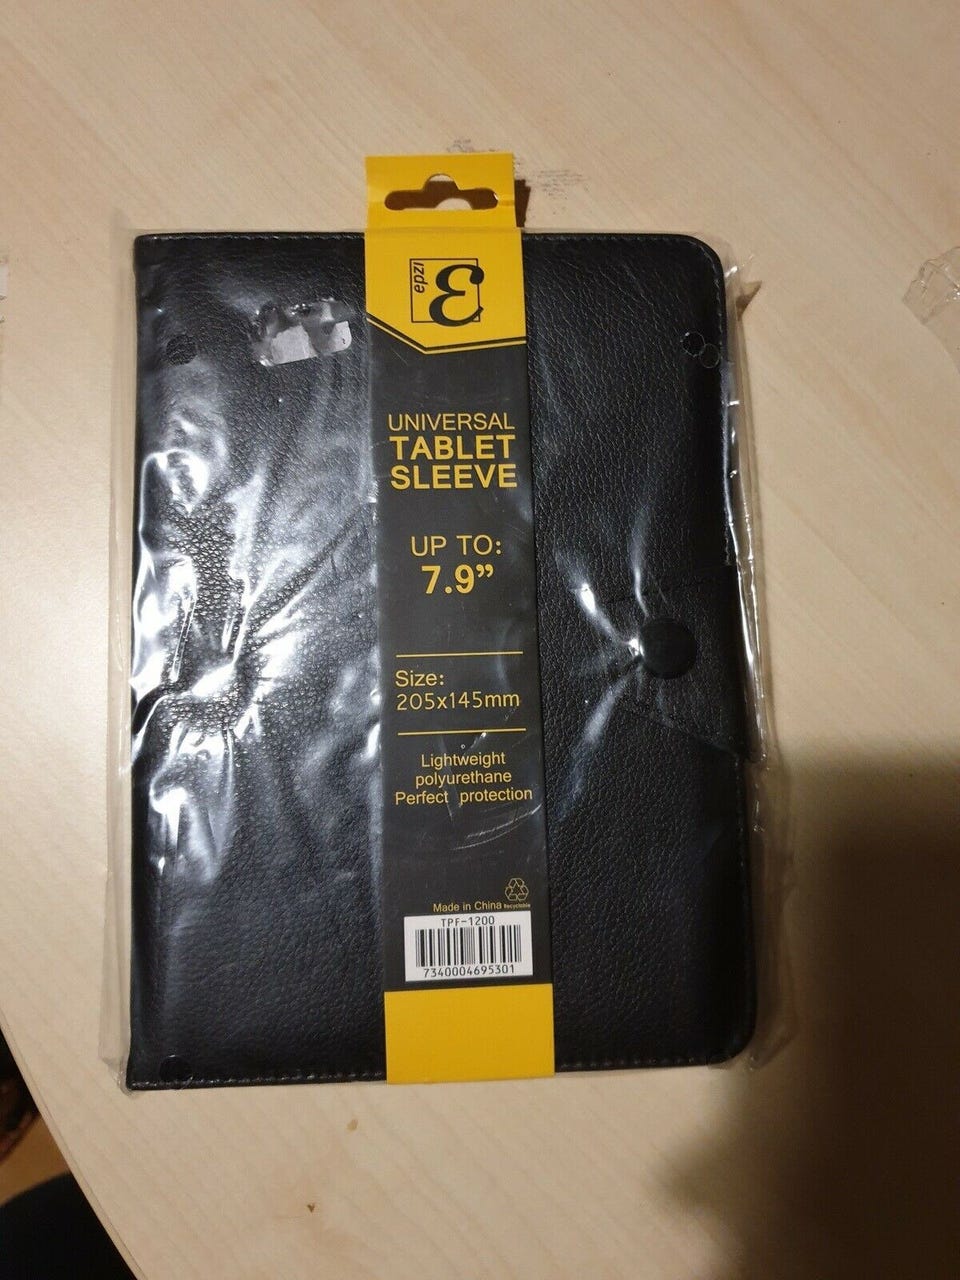 epzi
UNIVERSAL
TABLET
SLEEVE
UP TO:
7.9”
Size:
205x145mm
Lightweight
polyurethane
Perfect protection
Made in China Recyclable
TPF-1200
7340004695301